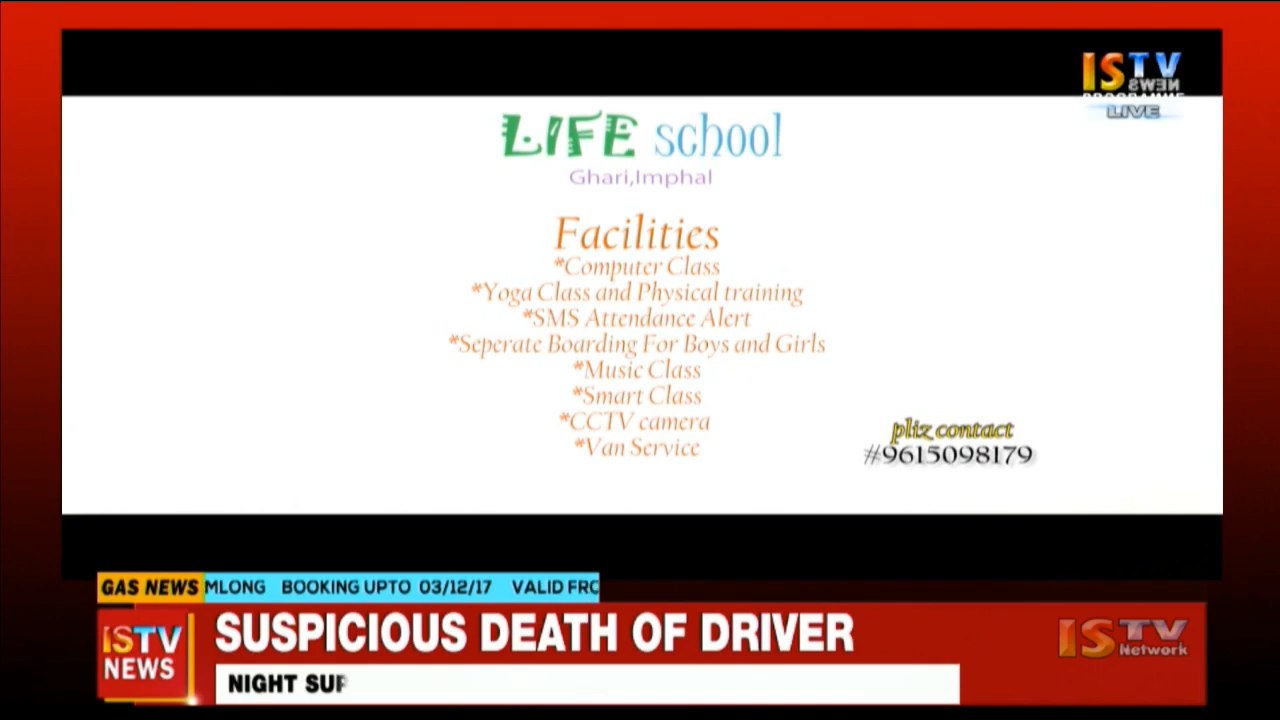 ISTV
NEWS
PROGRAMME
LIVE
LIFE school
Ghari,Imphal
Facilities
*Computer Class
*Yoga Class and Physical training
*SMS Attendance Alert
*Seperate Boarding For Boys and Girls
*Music Class
*Smart Class
*CCTV camera
*Van Service
pliz contact
#9615098179
GAS NEWS MLONG BOOKING UPTO 03/12/17 VALID FRO
ISTV
NEWS
SUSPICIOUS DEATH OF DRIVER
ISTV
Network
NIGHT SUP